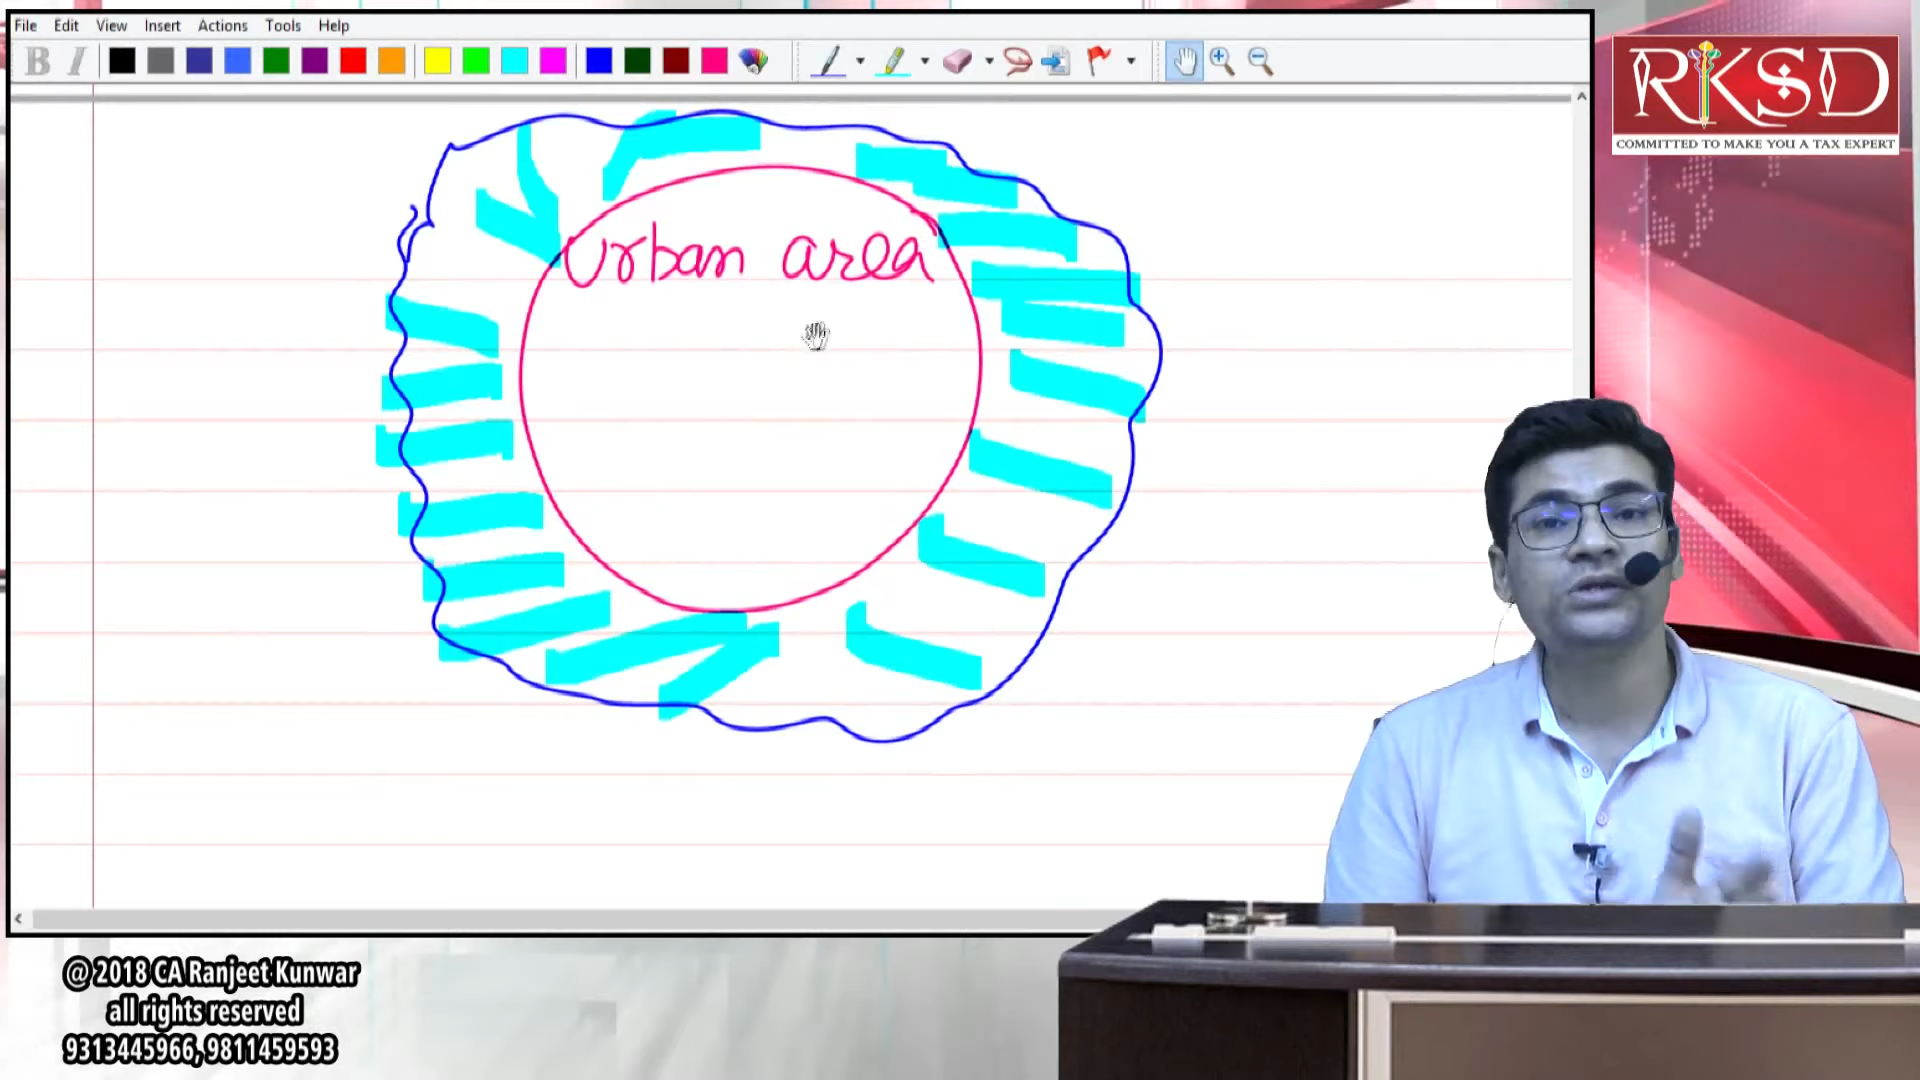 File Edit View Insert Actions Tools Help
B I
RKSD
COMMITTED TO MAKE YOU A TAX EXPERT
Urban area
@ 2018 CA Ranjeet Kunwar
all rights reserved
9313445966, 9811459593